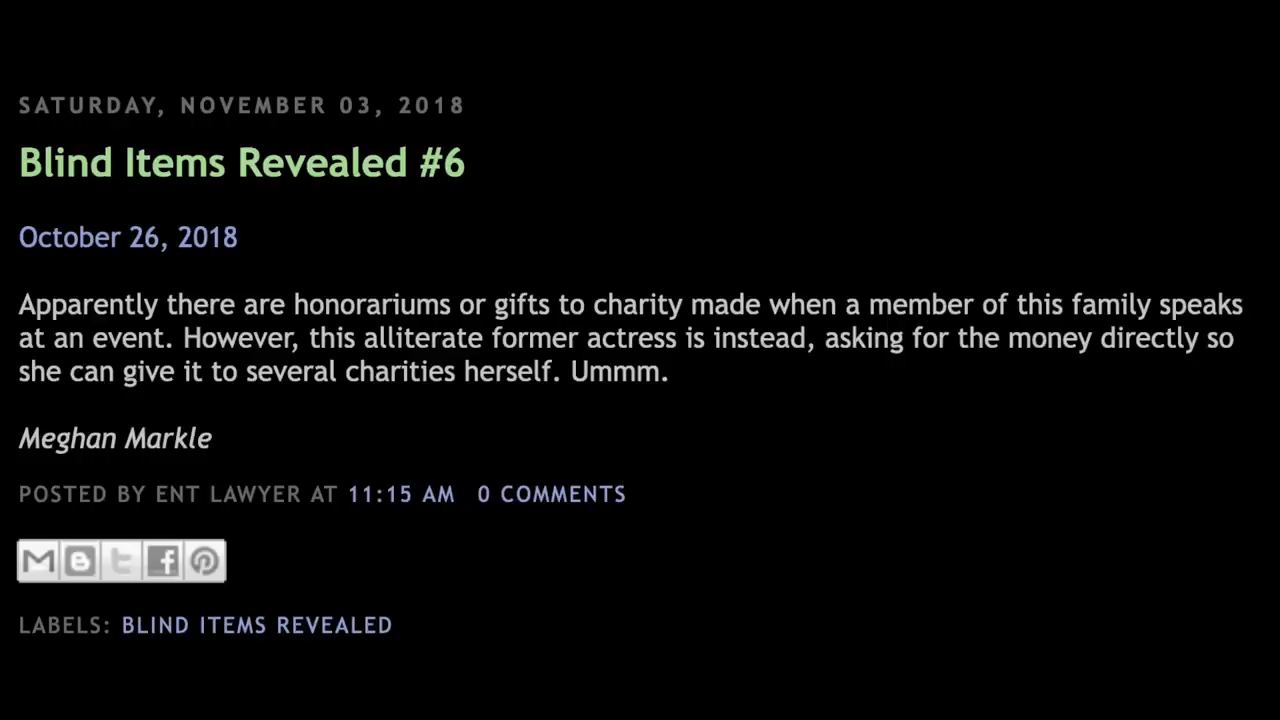 SATURDAY, NOVEMBER 03, 2018
Blind Items Revealed #6
October 26, 2018
Apparently there are honorariums or gifts to charity made when a member of this family speaks
at an event. However, this alliterate former actress is instead, asking for the money directly so
she can give it to several charities herself. Ummm.
Meghan Markle
POSTED BY ENT LAWYER AT 11:15 AM 0 COMMENTS
LABELS: BLIND ITEMS REVEALED